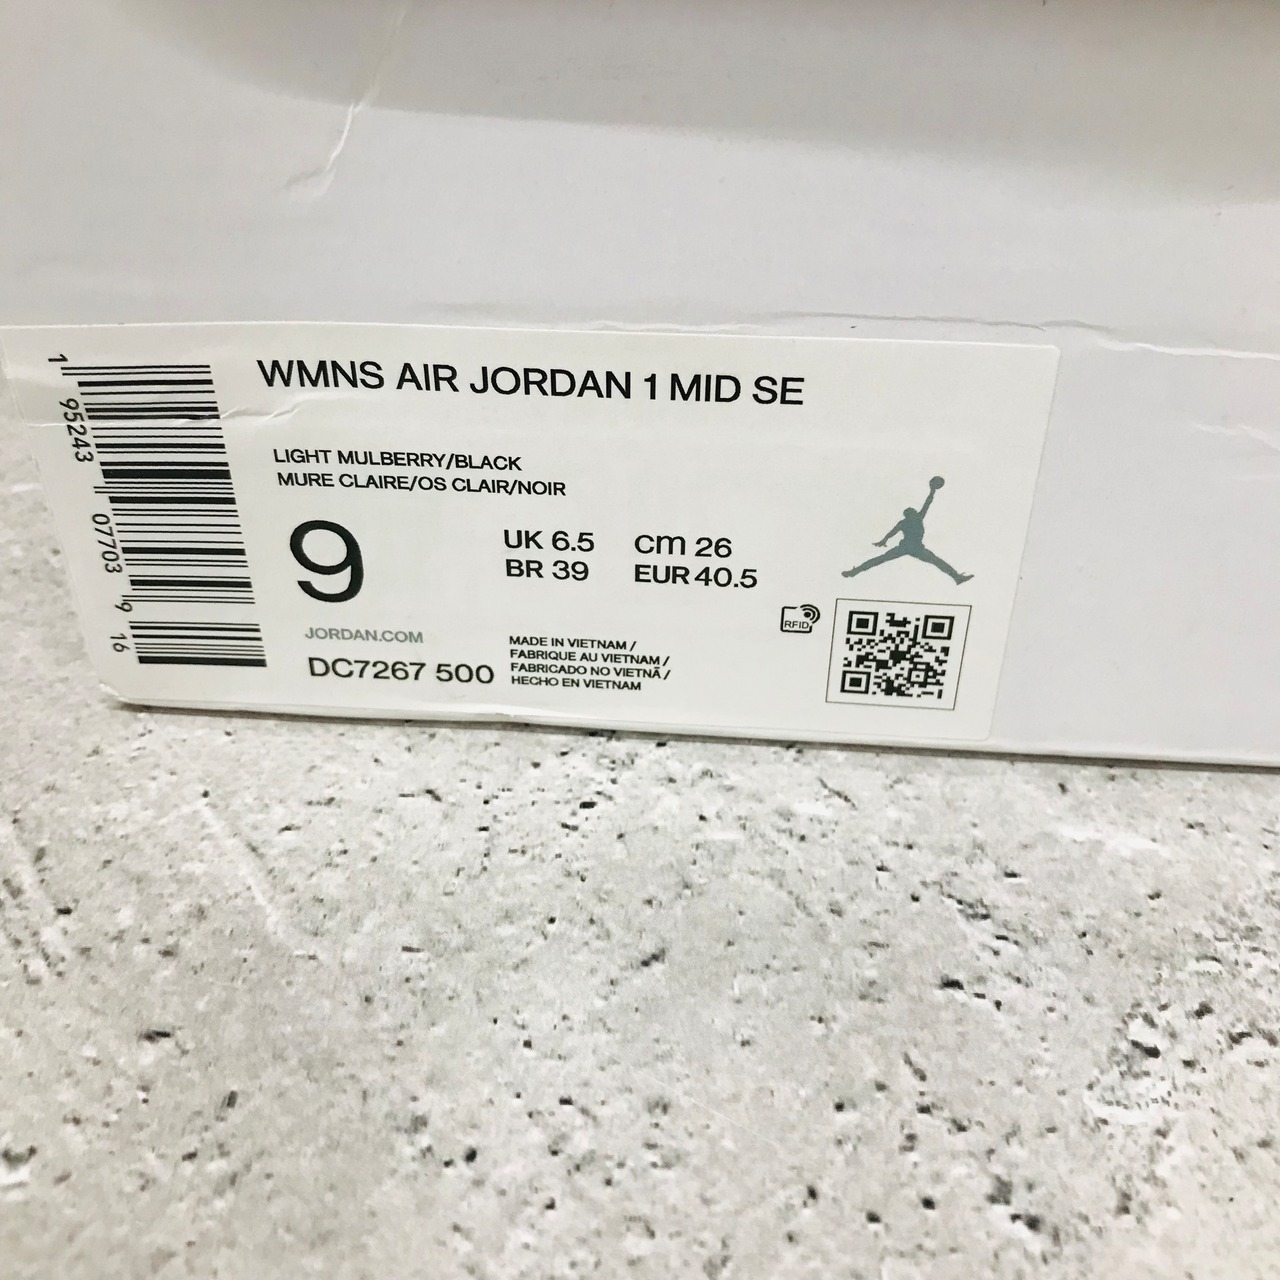 WMNS AIR JORDAN 1 MID SE
LIGHT MULBERRY/BLACK
MURE CLAIRE/OS CLAIR/NOIR
9
UK 6.5 CM 26
BR 39 EUR 40.5
RFID
JORDAN.COM
DC7267 500
MADE IN VIETNAM /
FABRIQUE AU VIETNAM /
FABRICADO NO VIETNÃ /
HECHO EN VIETNAM
1 95243 07703 9 16